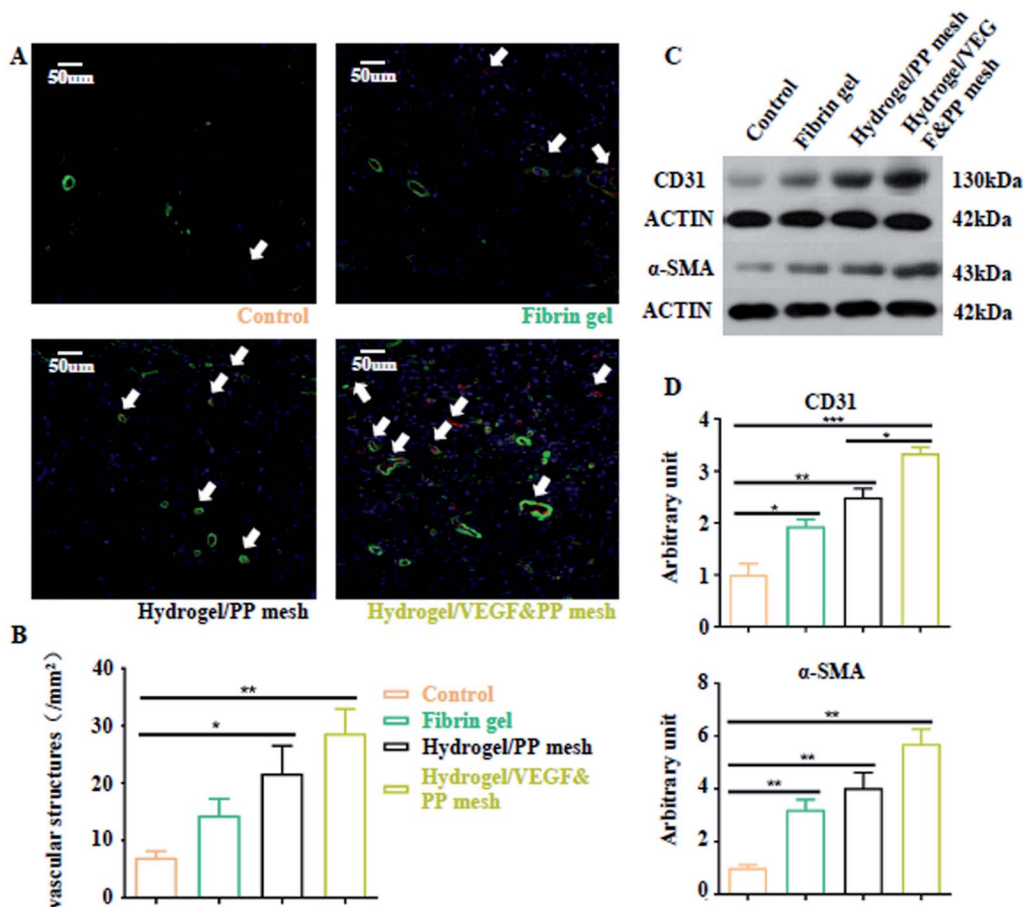 A
50um
50um
Control
Fibrin gel
50um
50um
Hydrogel/PP mesh
Hydrogel/VEGF&PP mesh
B
vascular structures (/mm²)
40
30
20
10
0
**
*
Control
Fibrin gel
Hydrogel/PP mesh
Hydrogel/VEGF&
PP mesh
C
Control
Fibrin gel
Hydrogel/PP mesh
Hydrogel/VEG
F&PP mesh
CD31
130kDa
ACTIN
42kDa
α-SMA
43kDa
ACTIN
42kDa
D
CD31
Arbitrary unit
4
3
2
1
0
***
*
**
*
α-SMA
Arbitrary unit
8
6
4
2
0
**
**
**